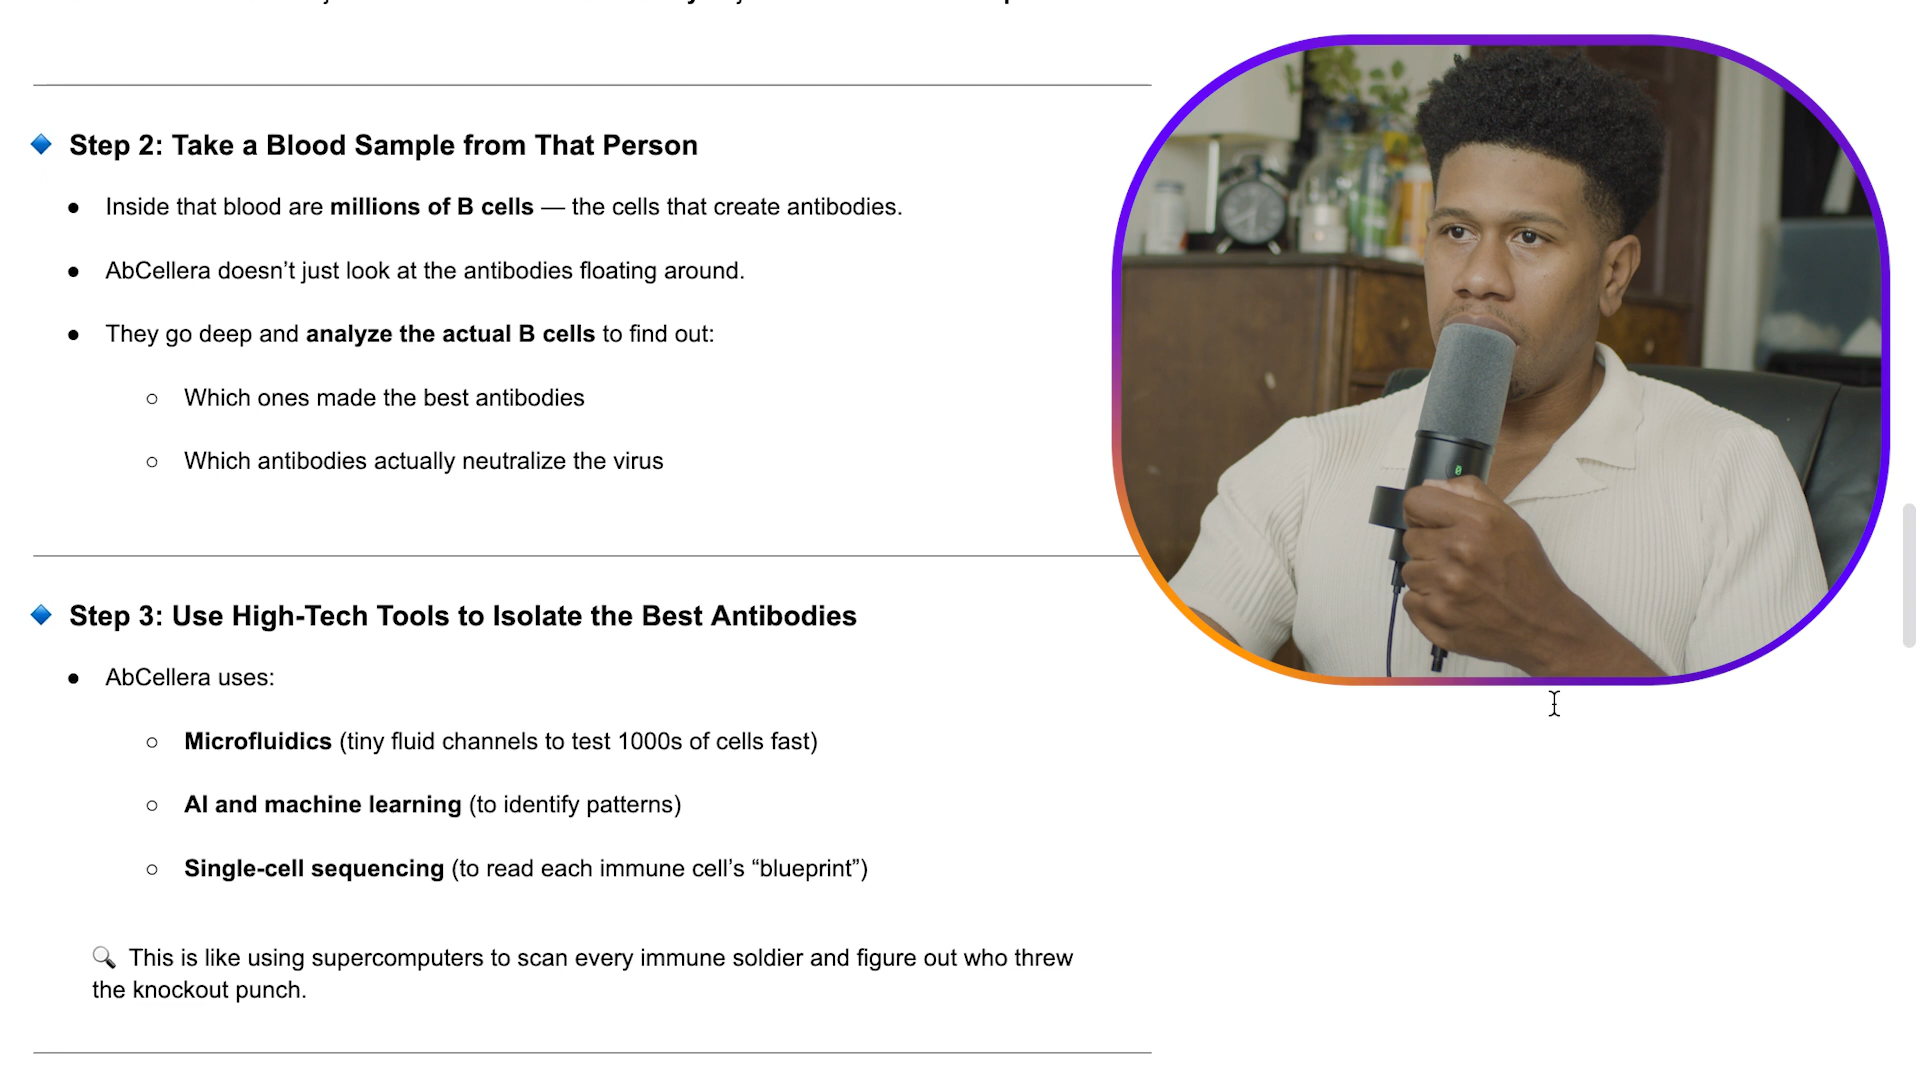 Step 2: Take a Blood Sample from That Person
● Inside that blood are millions of B cells — the cells that create antibodies.
● AbCellera doesn’t just look at the antibodies floating around.
● They go deep and analyze the actual B cells to find out:
○ Which ones made the best antibodies
○ Which antibodies actually neutralize the virus
Step 3: Use High-Tech Tools to Isolate the Best Antibodies
● AbCellera uses:
○ Microfluidics (tiny fluid channels to test 1000s of cells fast)
○ AI and machine learning (to identify patterns)
○ Single-cell sequencing (to read each immune cell’s “blueprint”)
🔍 This is like using supercomputers to scan every immune soldier and figure out who threw
the knockout punch.